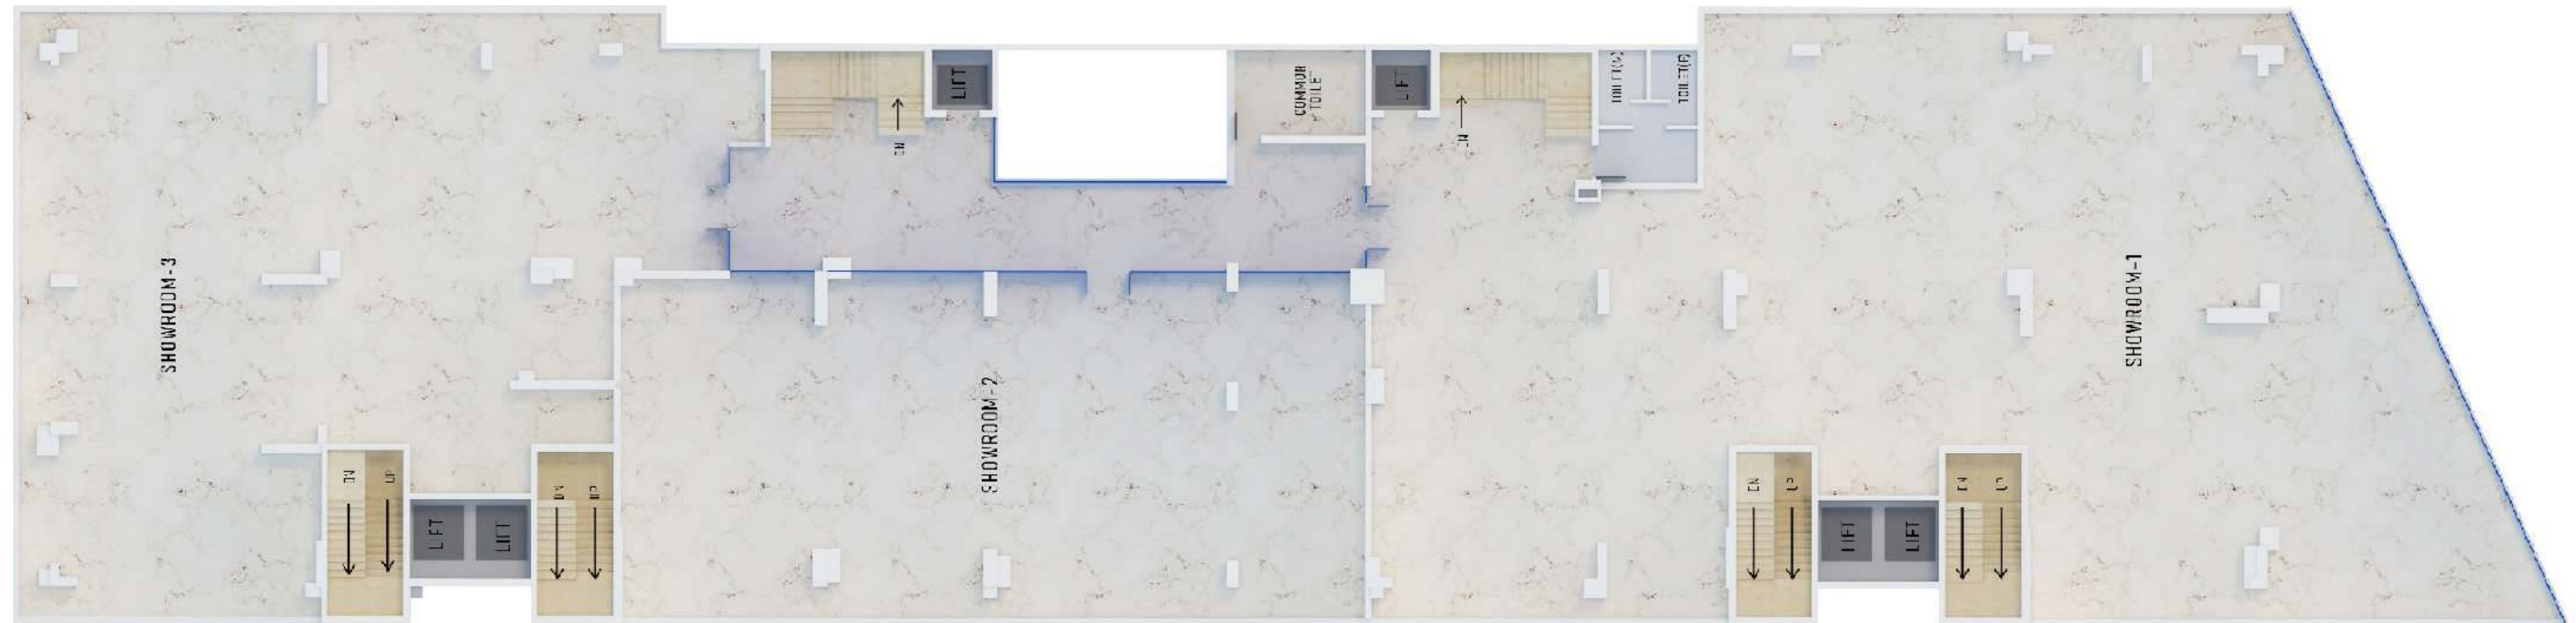 LIFT
COMMON
TOILET
LIFT
TOILET(M)
TOILET(F)
DN
DN
SHOWROOM-3
SHOWROOM-1
SHOWROOM-2
DN
UP
DN
UP
DN
UP
DN
UP
LIFT
LIFT
LIFT
LIFT